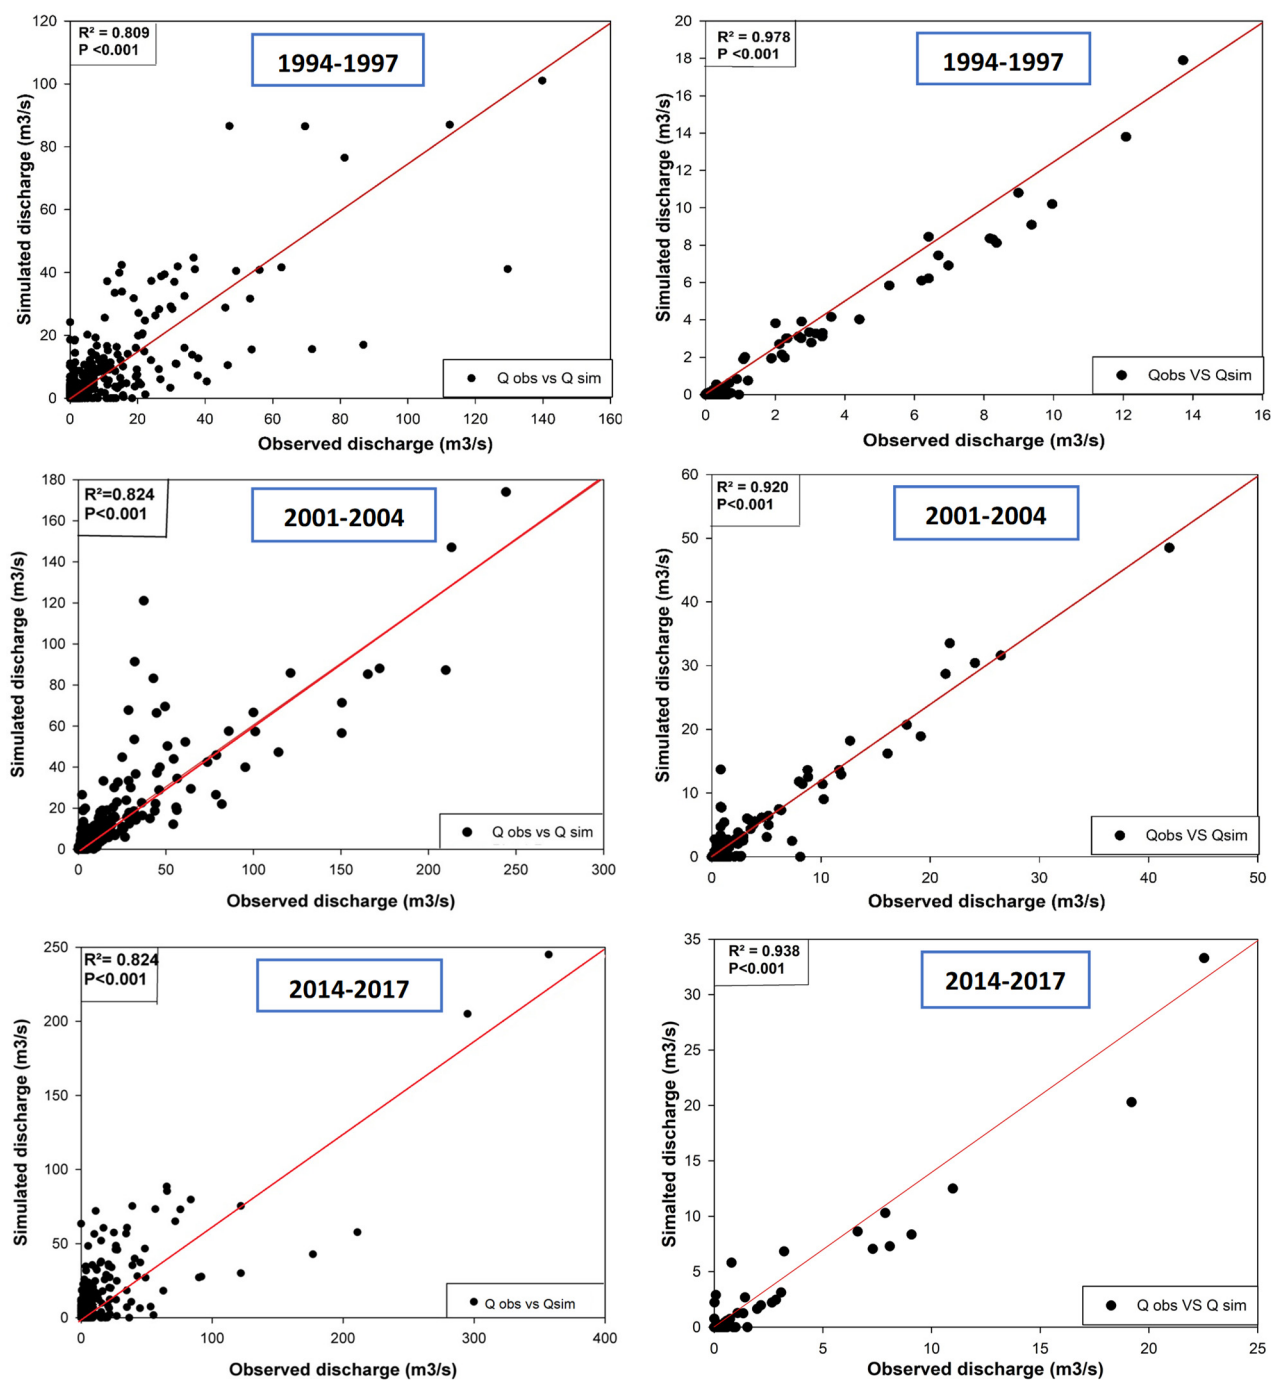 R² = 0.809
P <0.001
1994-1997
120
100
80
60
40
20
0
Simulated discharge (m3/s)
Q obs vs Q sim
0 20 40 60 80 100 120 140 160
Observed discharge (m3/s)
R² = 0.978
P <0.001
1994-1997
20
18
16
14
12
10
8
6
4
2
0
Simulated discharge (m3/s)
Qobs VS Qsim
0 2 4 6 8 10 12 14 16
Observed discharge (m3/s)
R²=0.824
P<0.001
2001-2004
180
160
140
120
100
80
60
40
20
0
Simulated discharge (m3/s)
Q obs vs Q sim
0 50 100 150 200 250 300
Observed discharge (m3/s)
R² = 0.920
P<0.001
2001-2004
60
50
40
30
20
10
0
Simulated discharge (m3/s)
Qobs VS Qsim
0 10 20 30 40 50
Observed discharge (m3/s)
R²= 0.824
P<0.001
2014-2017
250
200
150
100
50
0
Simulated discharge (m3/s)
Q obs vs Qsim
0 100 200 300 400
Observed discharge (m3/s)
R² = 0.938
P<0.001
2014-2017
35
30
25
20
15
10
5
0
Simalted discharge (m3/s)
Q obs VS Q sim
0 5 10 15 20 25
Observed discharge (m3/s)